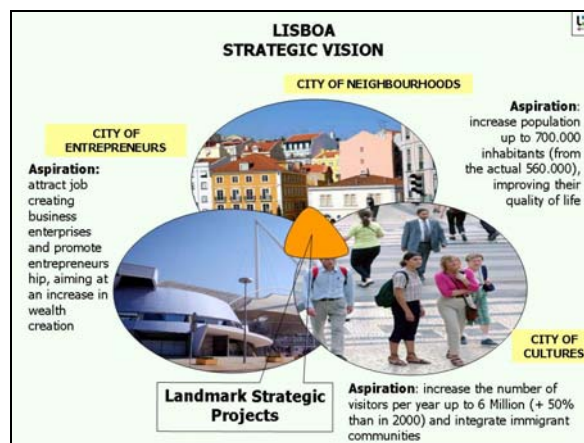 LISBOA
STRATEGIC VISION
CITY OF NEIGHBOURHOODS
CITY OF
ENTREPRENEURS
Aspiration:
attract job
creating
business
enterprises
and promote
entrepreneurs
hip, aiming at
an increase in
wealth
creation
Aspiration:
increase population
up to 700.000
inhabitants (from
the actual 560.000),
improving their
quality of life
CITY OF
CULTURES
Landmark Strategic
Projects
Aspiration: increase the number of
visitors per year up to 6 Million (+ 50%
than in 2000) and integrate immigrant
communities